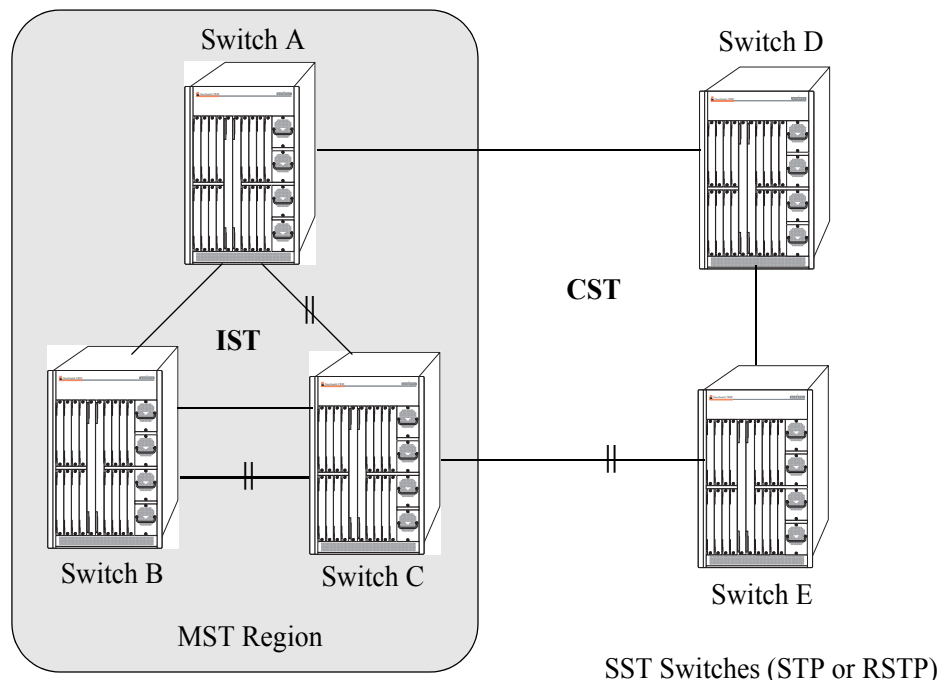 Switch A
Switch D
IST
CST
Switch B
Switch C
Switch E
MST Region
SST Switches (STP or RSTP)